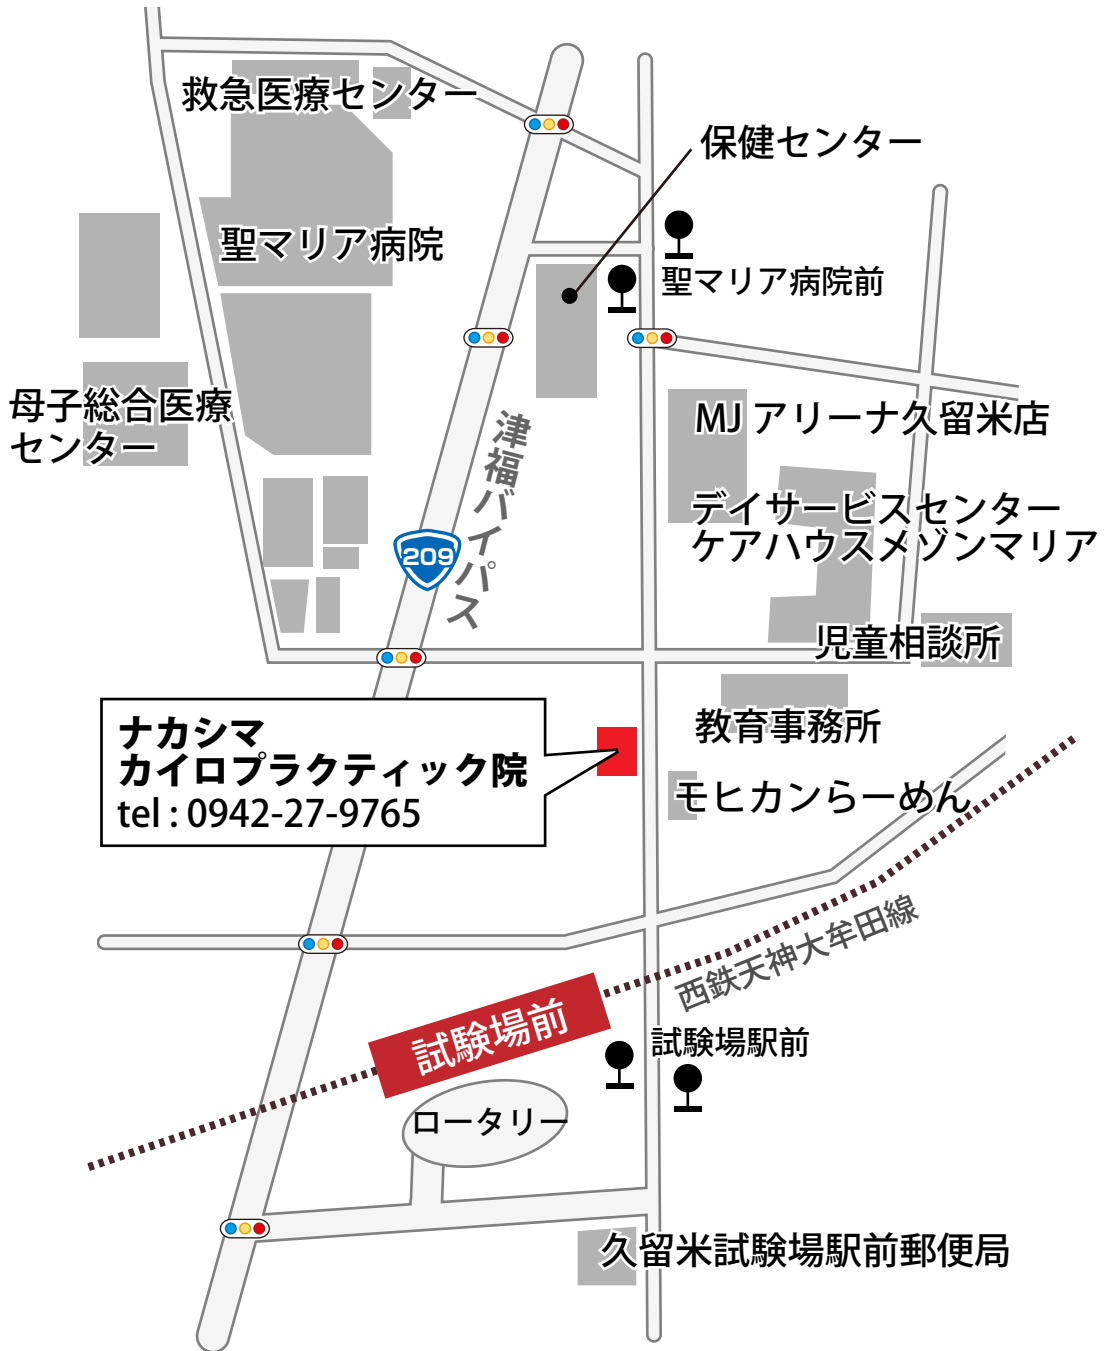 救急医療センター
保健センター
聖マリア病院
聖マリア病院前
母子総合医療
センター
MJ アリーナ久留米店
津福バイパス
デイサービスセンター
ケアハウスメゾンマリア
209
児童相談所
教育事務所
ナカシマ
カイロプラクティック院
tel : 0942-27-9765
モヒカンらーめん
西鉄天神大牟田線
試験場前
試験場駅前
ロータリー
久留米試験場駅前郵便局